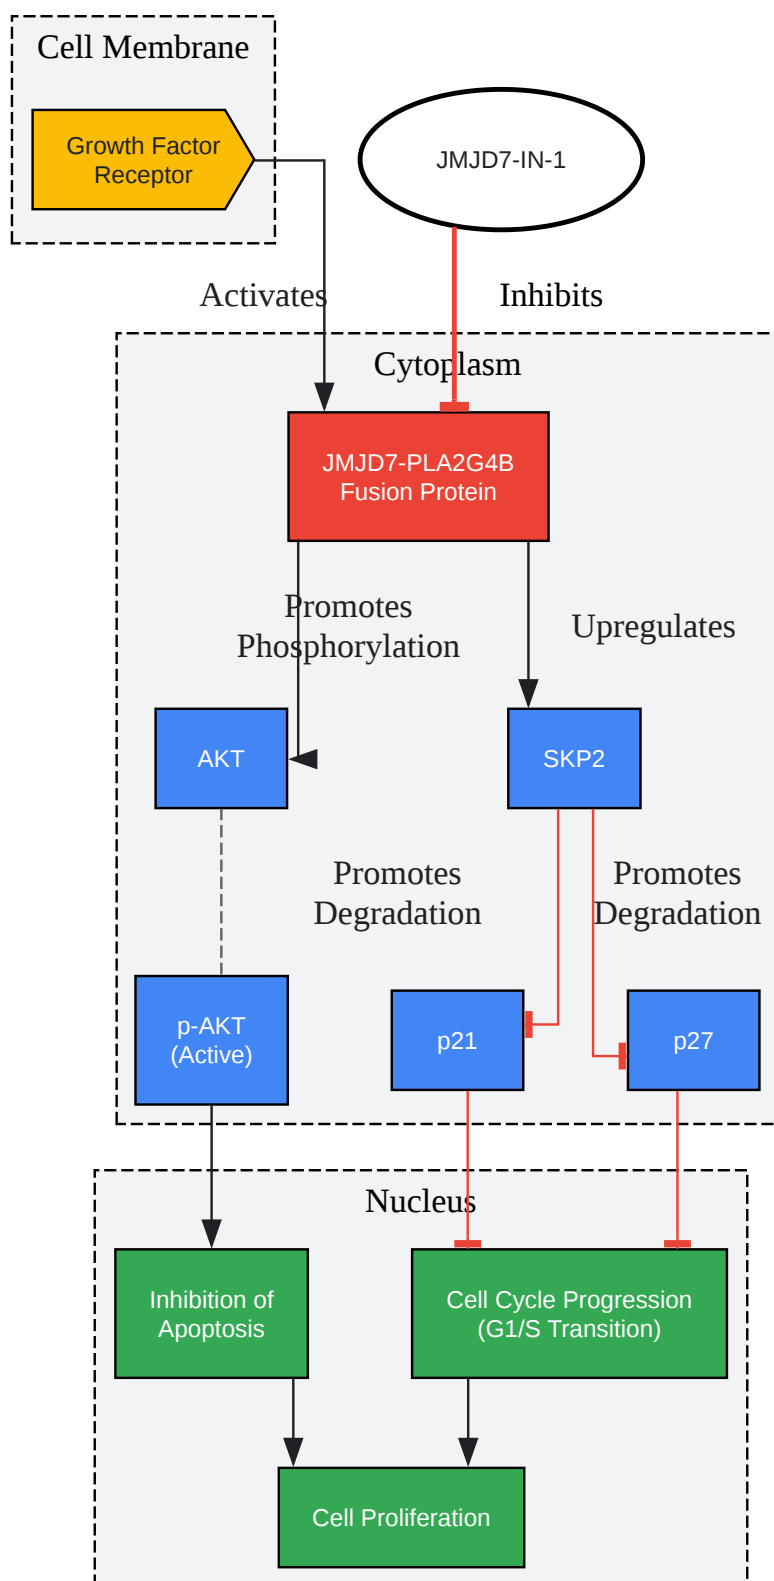 Cell Membrane
Growth Factor
Receptor
JMJD7-IN-1
Activates
Inhibits
Cytoplasm
JMJD7-PLA2G4B
Fusion Protein
Promotes
Phosphorylation
Upregulates
AKT
SKP2
Promotes
Degradation
Promotes
Degradation
p-AKT
(Active)
p21
p27
Nucleus
Inhibition of
Apoptosis
Cell Cycle Progression
(G1/S Transition)
Cell Proliferation